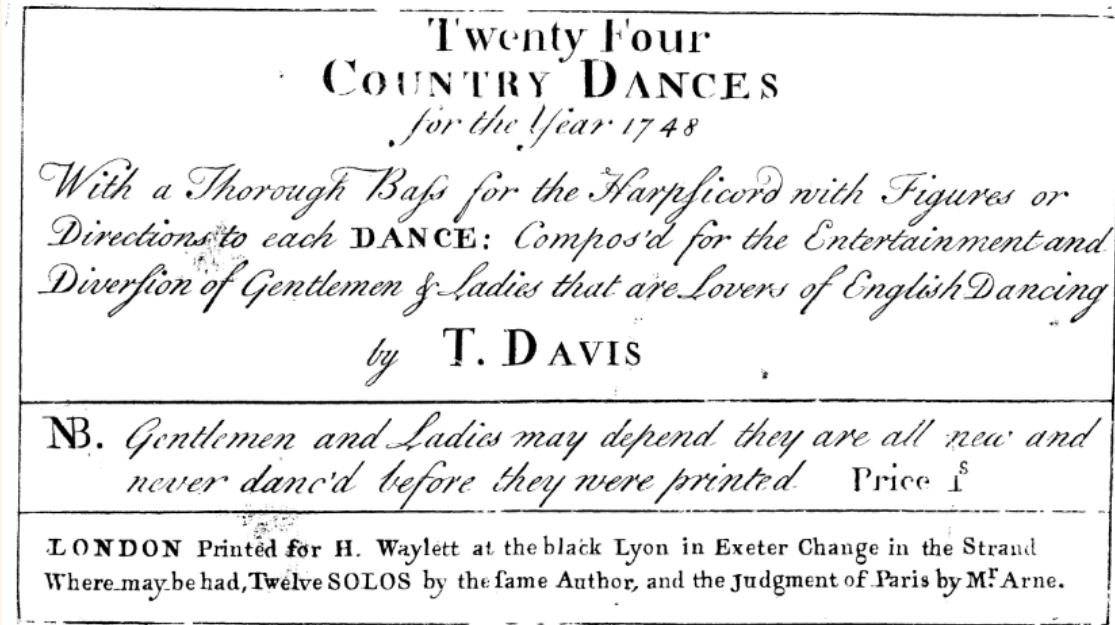 Twenty Four
COUNTRY DANCES
for the Year 1748
With a Thorough Baſs for the Harpſicord with Figures or
Directions to each DANCE: Compos'd for the Entertainment and
Diverſion of Gentlemen & Ladies that are Lovers of English Dancing
by T. DAVIS
NB. Gentlemen and Ladies may depend they are all new and
never danc'd before they were printed. Price 1ˢ
LONDON Printed for H. Waylett at the black Lyon in Exeter Change in the Strand
Where may be had, Twelve SOLOS by the ſame Author, and the Judgment of Paris by Mʳ Arne.